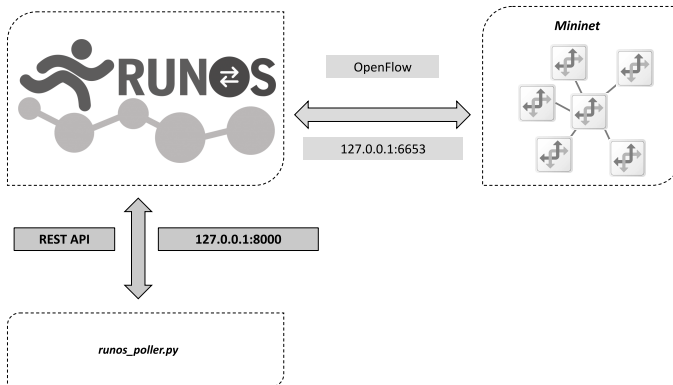 Mininet
RUNOS
OpenFlow
127.0.0.1:6653
REST API
127.0.0.1:8000
runos_poller.py